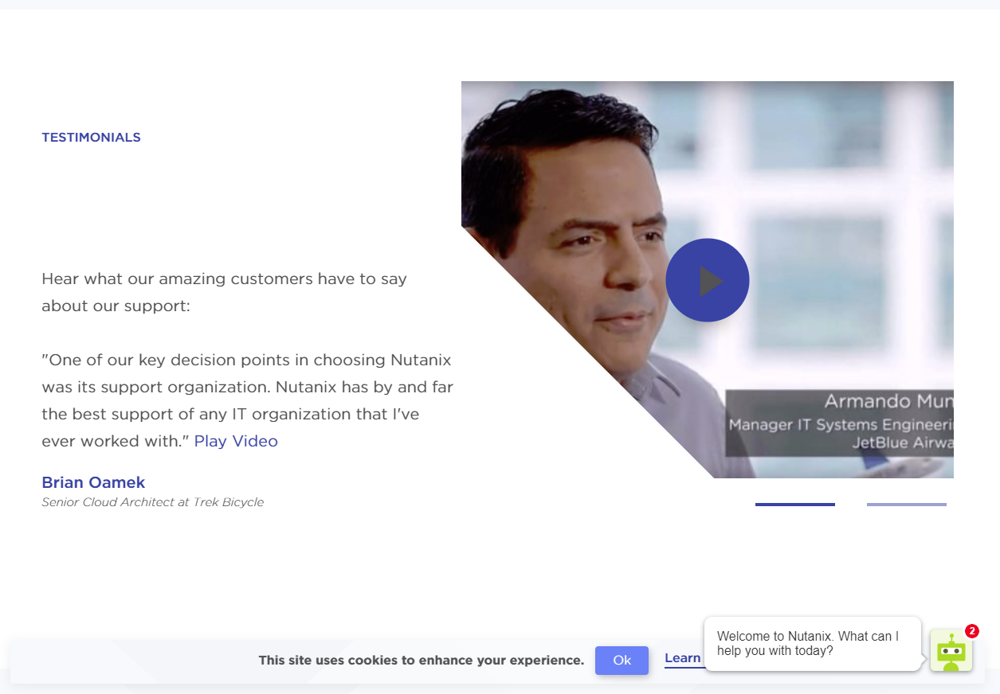 TESTIMONIALS
Hear what our amazing customers have to say
about our support:
"One of our key decision points in choosing Nutanix
was its support organization. Nutanix has by and far
the best support of any IT organization that I've
ever worked with." Play Video
Brian Oamek
Senior Cloud Architect at Trek Bicycle
Armando Mun
Manager IT Systems Engineeri
JetBlue Airwa
This site uses cookies to enhance your experience.
Ok
Learn
Welcome to Nutanix. What can I
help you with today?
2